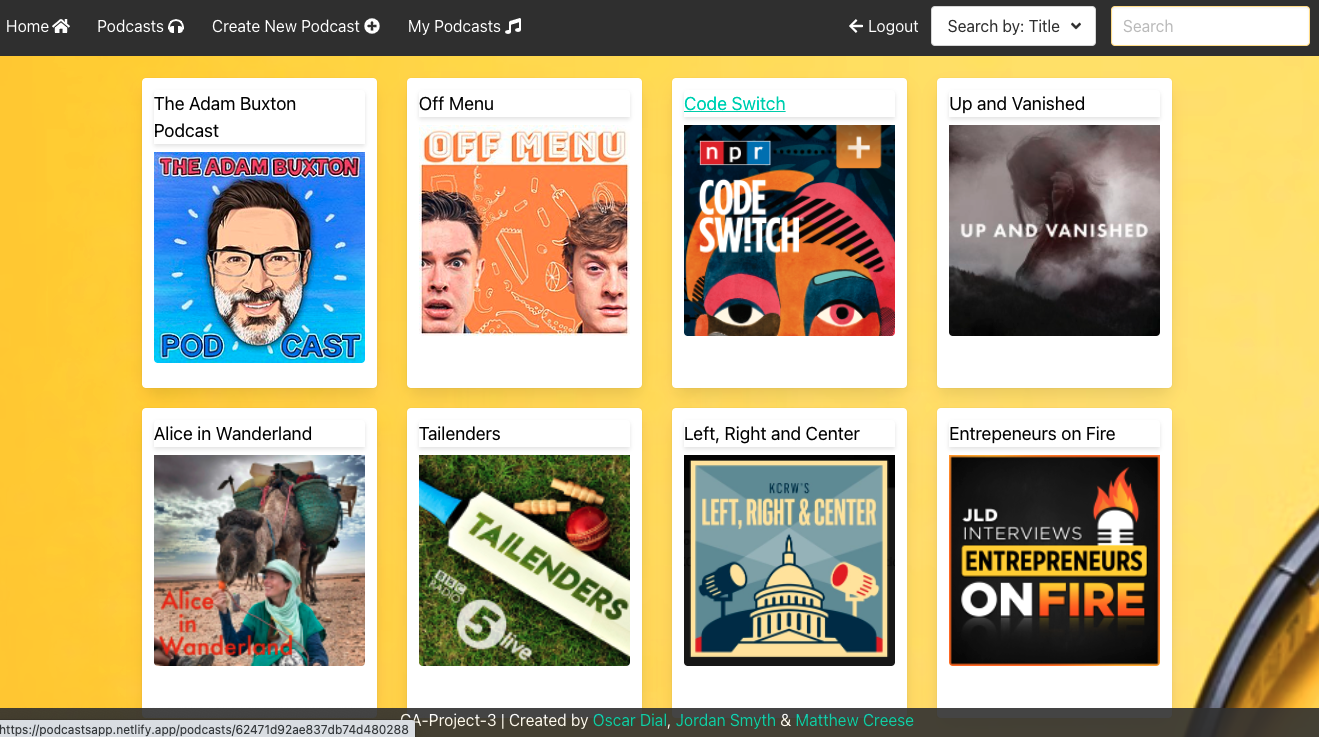 Home
Podcasts
Create New Podcast
My Podcasts
Logout
Search by: Title
Search
The Adam Buxton
Podcast
THE ADAM BUXTON
POD CAST
Off Menu
OFF MENU
Code Switch
npr
+
CODE
SW!TCH
Up and Vanished
UP AND VANISHED
Alice in Wanderland
Alice
in
Wanderland
Tailenders
TAILENDERS
BBC
RADIO
5 live
Left, Right and Center
KCRW'S
LEFT, RIGHT & CENTER
Entrepeneurs on Fire
JLD
INTERVIEWS
ENTREPRENEURS
ON FIRE
CA-Project-3 | Created by Oscar Dial, Jordan Smyth & Matthew Creese
https://podcastsapp.netlify.app/podcasts/62471d92ae837db74d480288